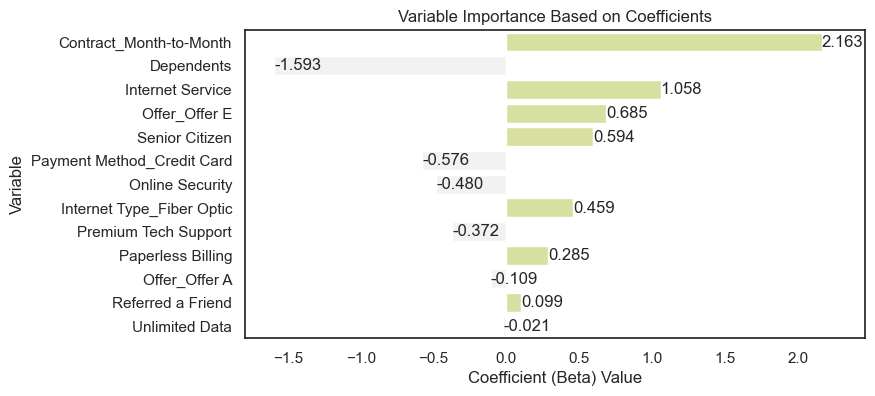 Variable Importance Based on Coefficients
Contract_Month-to-Month 2.163
Dependents -1.593
Internet Service 1.058
Offer_Offer E 0.685
Senior Citizen 0.594
Payment Method_Credit Card -0.576
Online Security -0.480
Internet Type_Fiber Optic 0.459
Premium Tech Support -0.372
Paperless Billing 0.285
Offer_Offer A -0.109
Referred a Friend 0.099
Unlimited Data -0.021
Variable
−1.5 −1.0 −0.5 0.0 0.5 1.0 1.5 2.0
Coefficient (Beta) Value